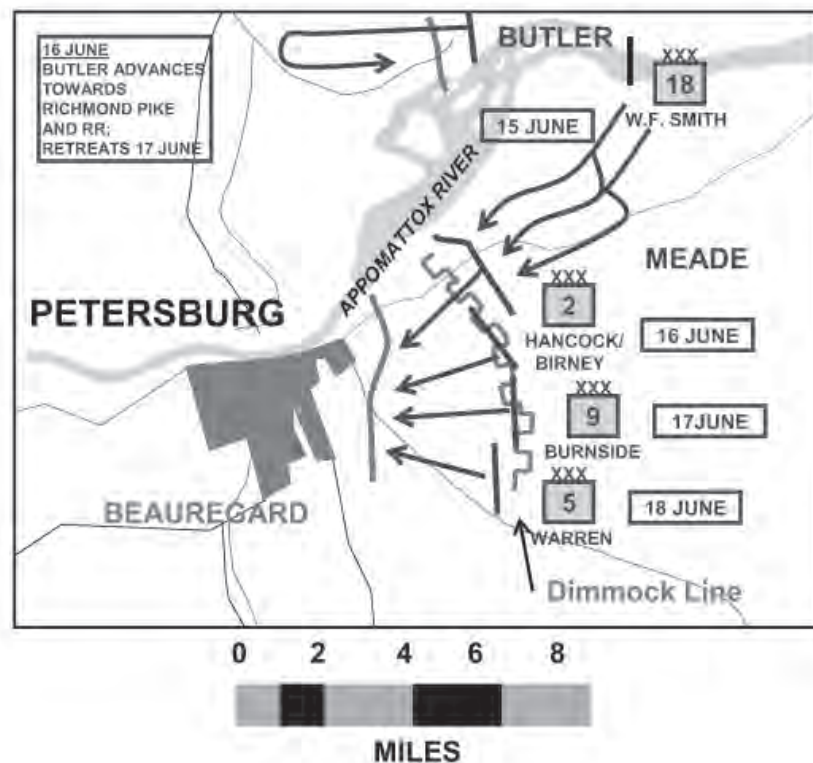 16 JUNE
BUTLER ADVANCES
TOWARDS
RICHMOND PIKE
AND RR;
RETREATS 17 JUNE
BUTLER
XXX
18
W.F. SMITH
15 JUNE
APPOMATTOX RIVER
MEADE
PETERSBURG
XXX
2
HANCOCK/
BIRNEY
16 JUNE
XXX
9
BURNSIDE
17JUNE
XXX
5
WARREN
18 JUNE
BEAUREGARD
Dimmock Line
0 2 4 6 8
MILES